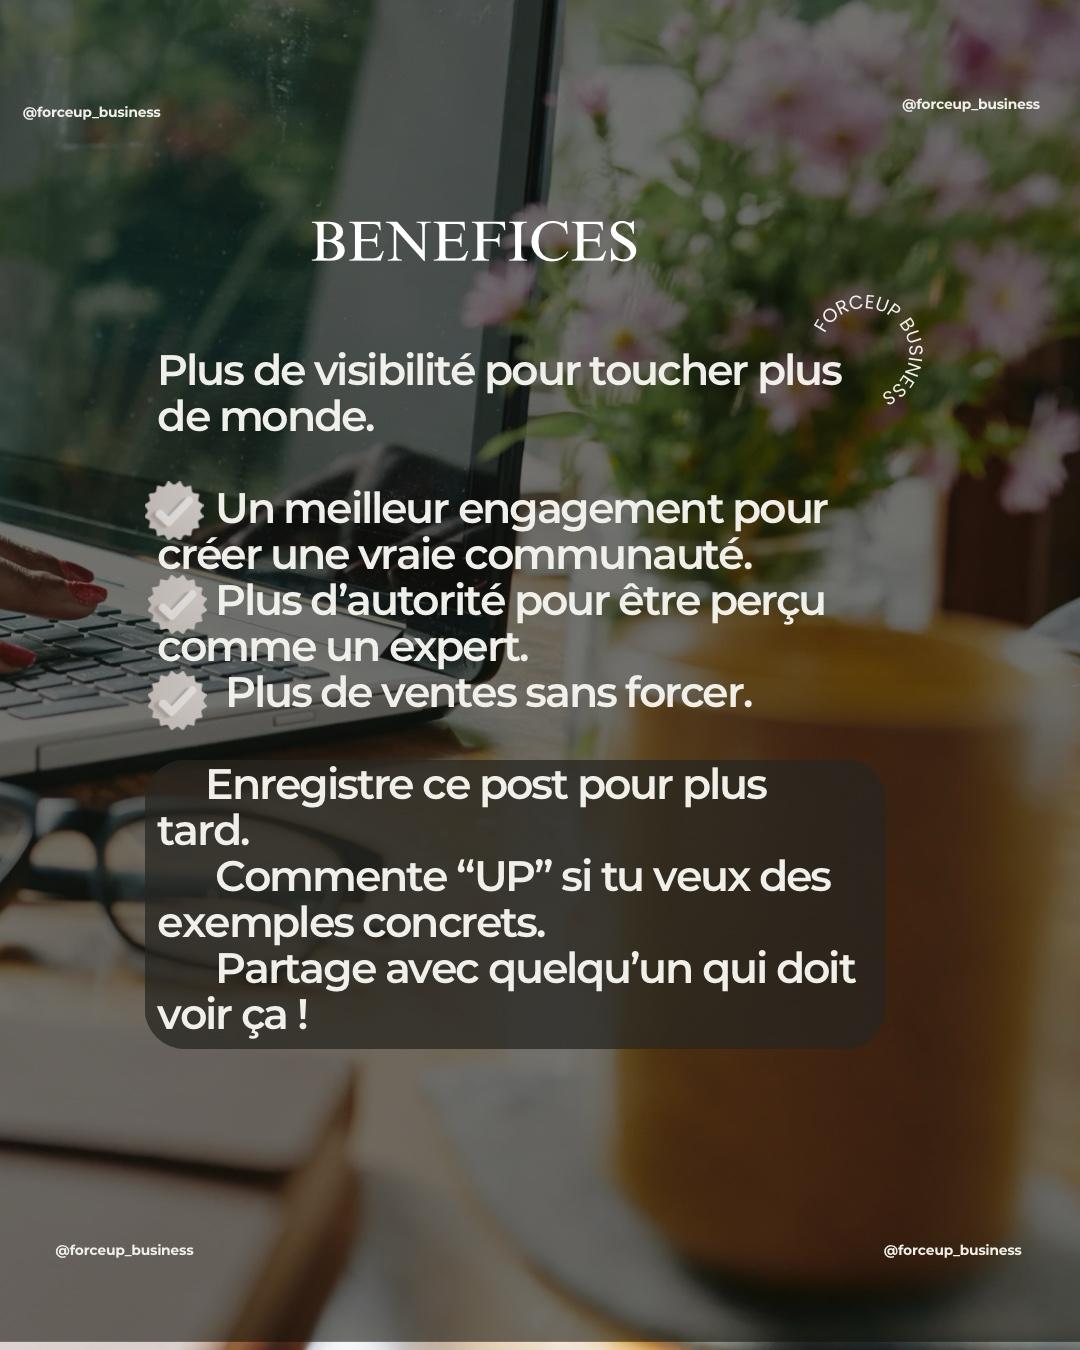 @forceup_business
@forceup_business
BENEFICES
FORCEUP BUSINESS
Plus de visibilité pour toucher plus
de monde.
Un meilleur engagement pour
créer une vraie communauté.
Plus d’autorité pour être perçu
comme un expert.
Plus de ventes sans forcer.
Enregistre ce post pour plus
tard.
Commente “UP” si tu veux des
exemples concrets.
Partage avec quelqu’un qui doit
voir ça !
@forceup_business
@forceup_business